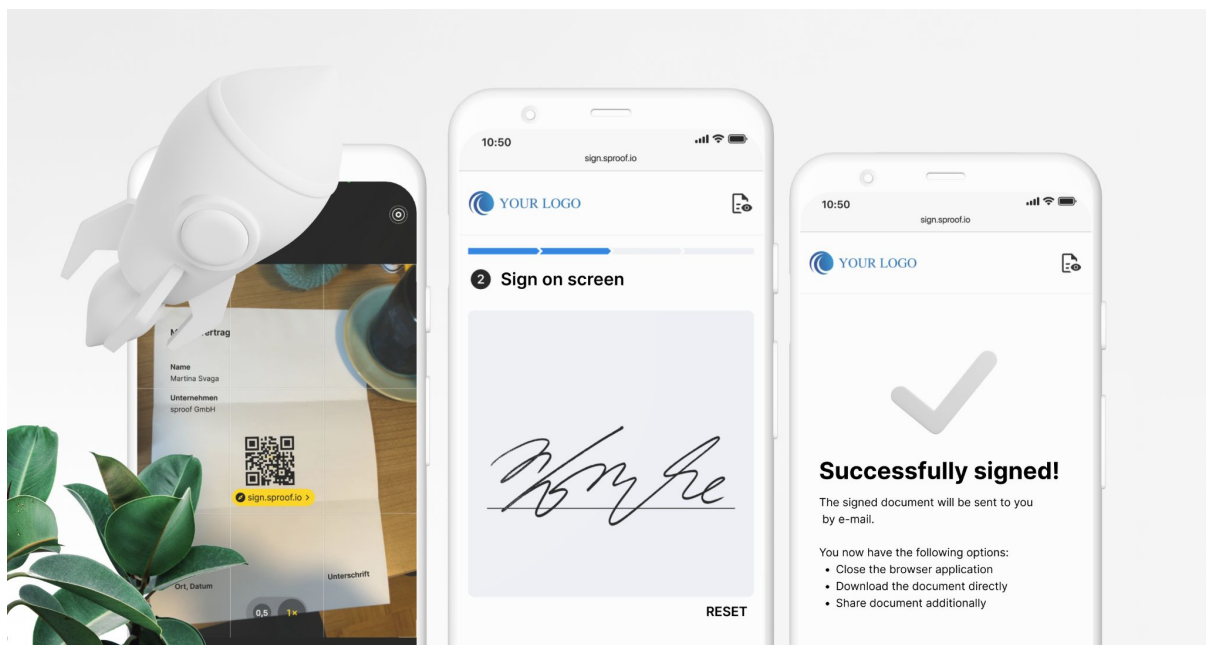 M ertrag
Name
Martina Svaga
Unternehmen
sproof GmbH
sign.sproof.io >
Ort, Datum
Unterschrift
0,5 1×
10:50
sign.sproof.io
YOUR LOGO
2 Sign on screen
RESET
10:50
sign.sproof.io
YOUR LOGO
Successfully signed!
The signed document will be sent to you
by e-mail.
You now have the following options:
• Close the browser application
• Download the document directly
• Share document additionally